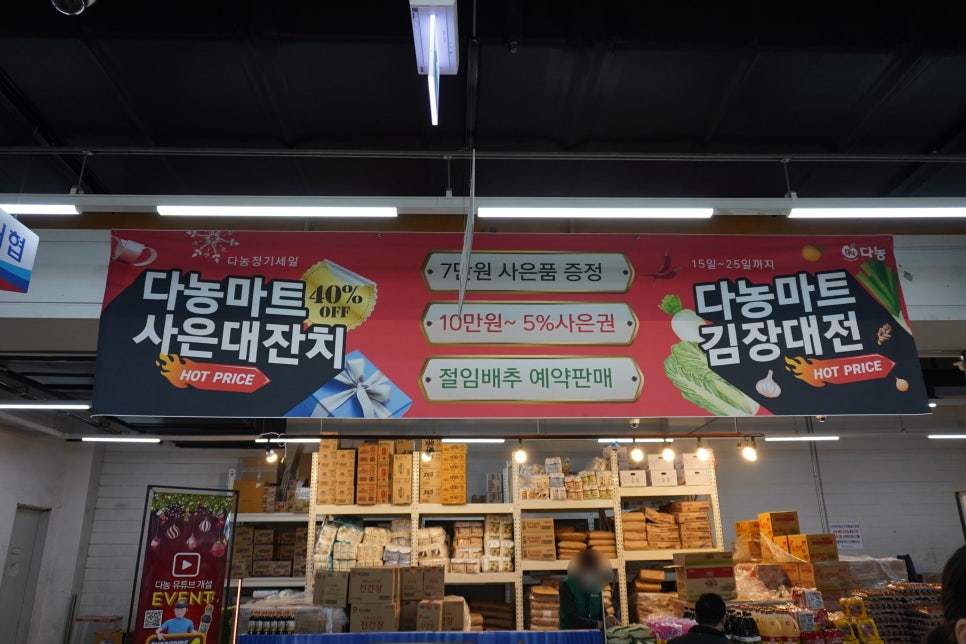 다농정기세일
다농마트
사은대잔치
40%
OFF
HOT PRICE
7만원 사은품 증정
10만원~ 5%사은권
절임배추 예약판매
15일~25일까지
다농
다농마트
김장대전
HOT PRICE
협
다농 유튜브 개설
EVENT
SUBSCRIBE
진간장